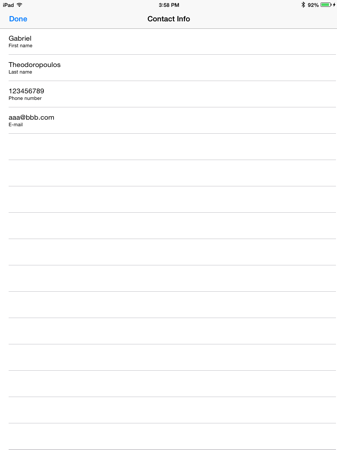 iPad 3:56 PM 92%
Done Contact Info
Gabriel
First name
Theodoropoulos
Last name
123456789
Phone number
aaa@bbb.com
E-mail